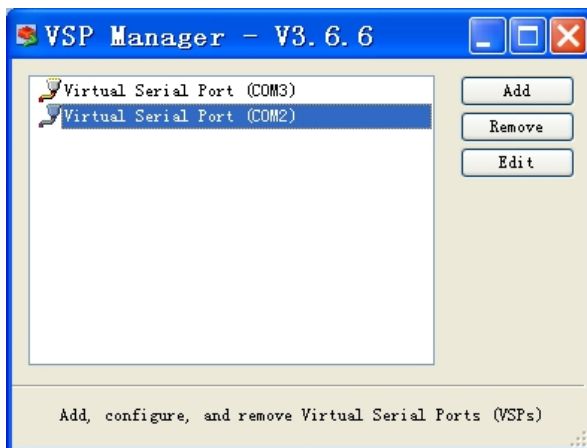 VSP Manager - V3.6.6
Virtual Serial Port (COM3)
Virtual Serial Port (COM2)
Add
Remove
Edit
Add, configure, and remove Virtual Serial Ports (VSPs)